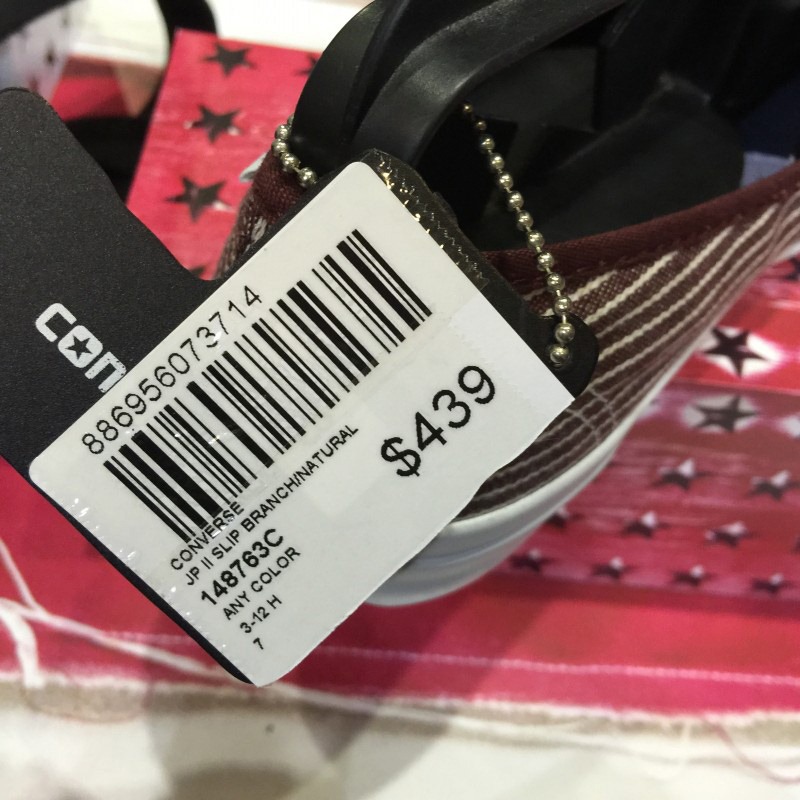 CON
886956073714
$439
CONVERSE
JP II SLIP BRANCH/NATURAL
148763C
ANY COLOR
3-12 H
7